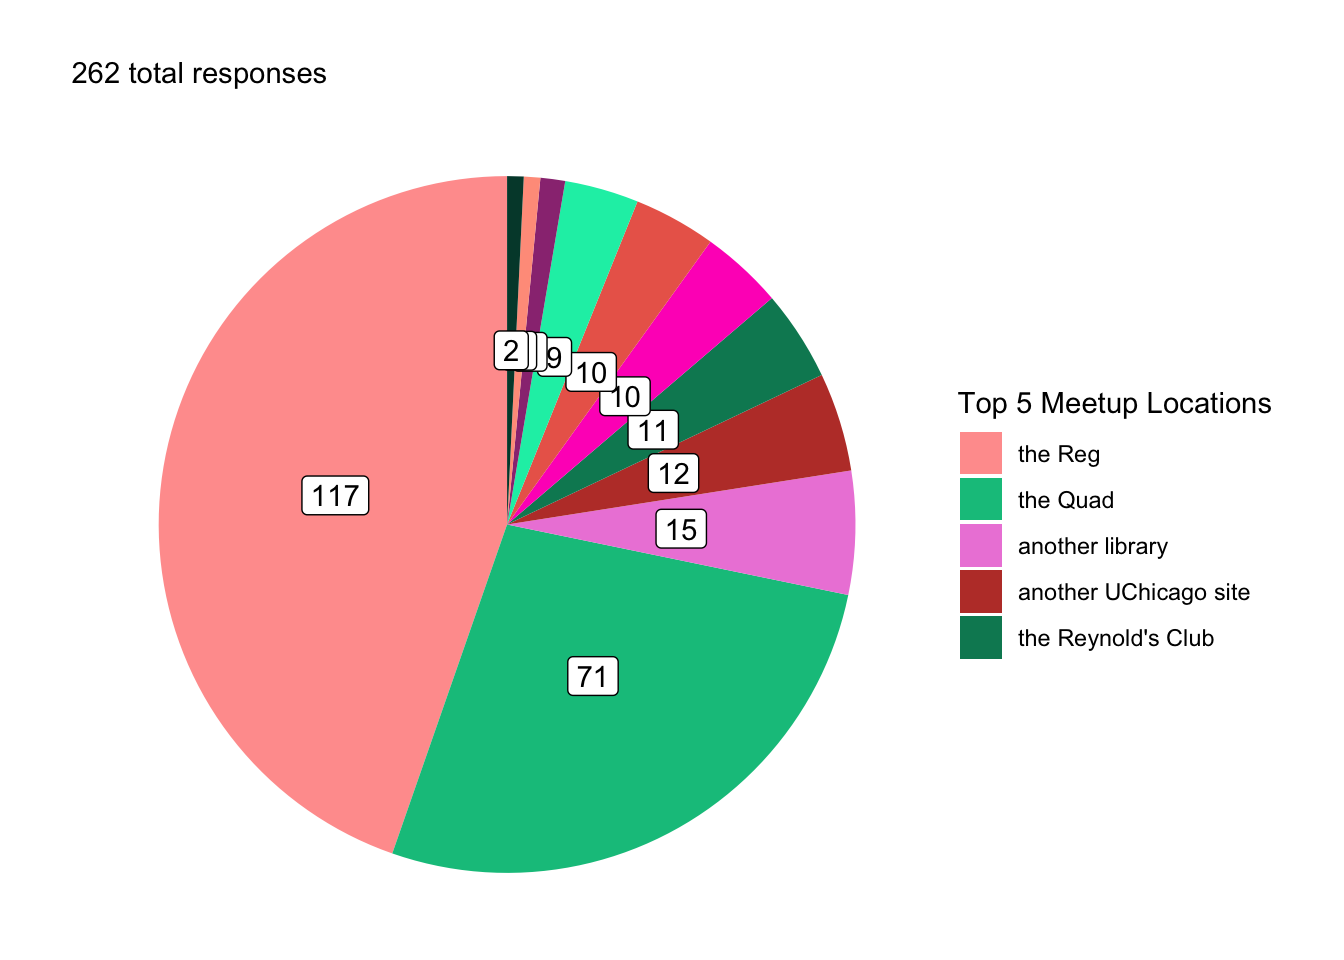 262 total responses
2
9
10
10
11
12
15
117
71
Top 5 Meetup Locations
the Reg
the Quad
another library
another UChicago site
the Reynold's Club